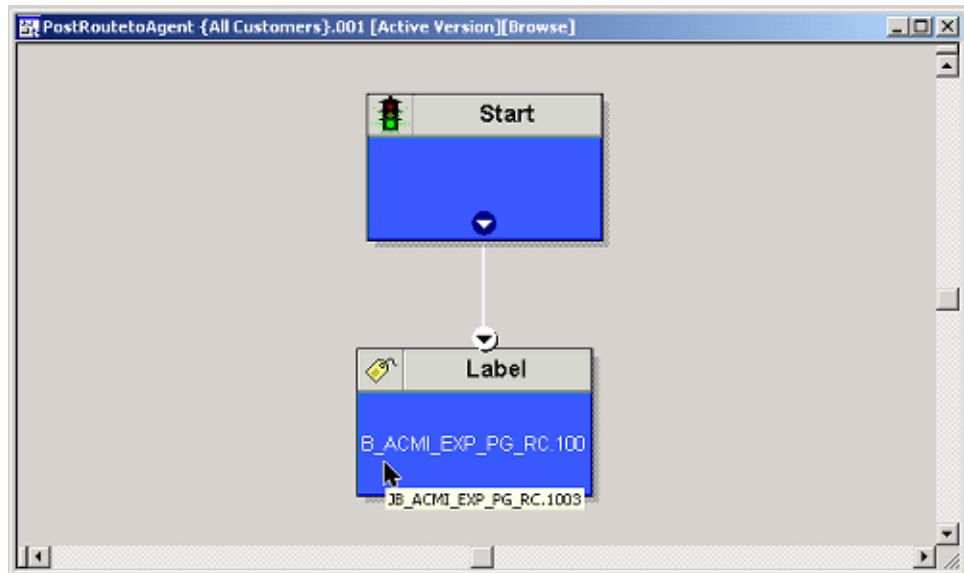 PostRoutetoAgent {All Customers}.001 [Active Version][Browse]
Start
Label
B_ACMI_EXP_PG_RC.100
JB_ACMI_EXP_PG_RC.1003